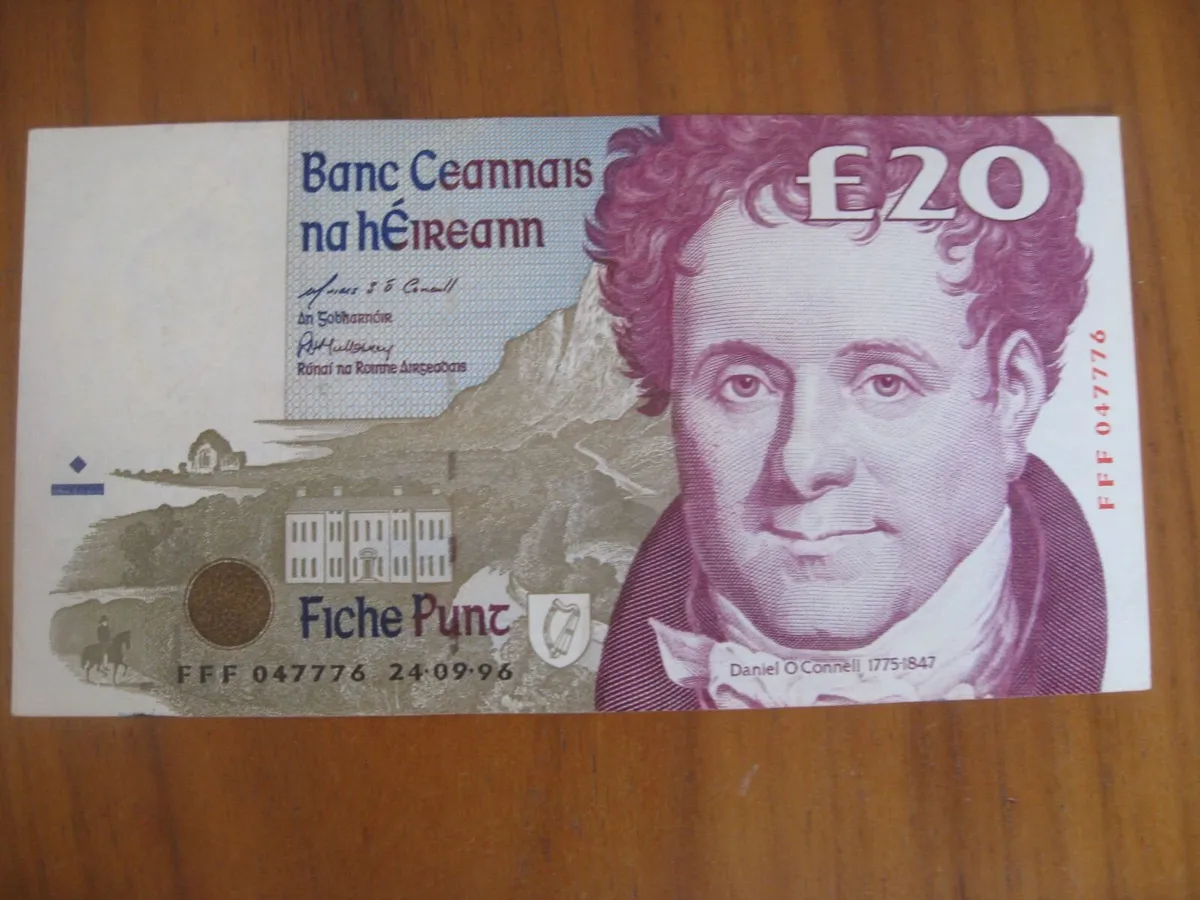 Banc Ceannais
na hÉireann
£20
An Gobharnóir
Rúnaí na Roinne Airgeadais
Fiche Punt
FFF 047776 24·09·96
Daniel O'Connell 1775-1847
FFF 047776